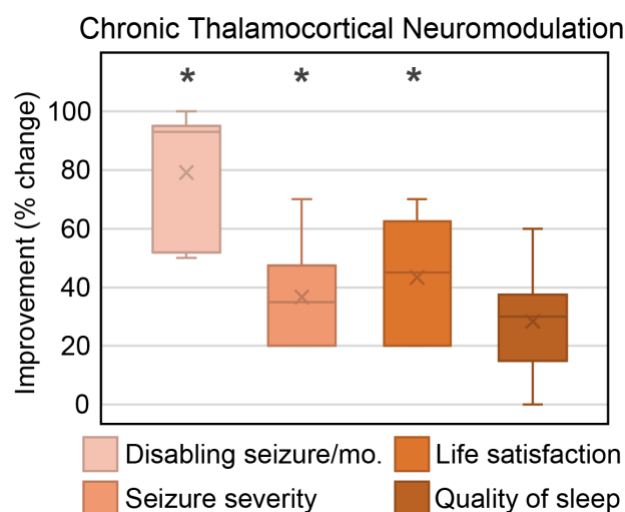 Chronic Thalamocortical Neuromodulation
* * *
Improvement (% change)
100
80
60
40
20
0
Disabling seizure/mo.
Life satisfaction
Seizure severity
Quality of sleep